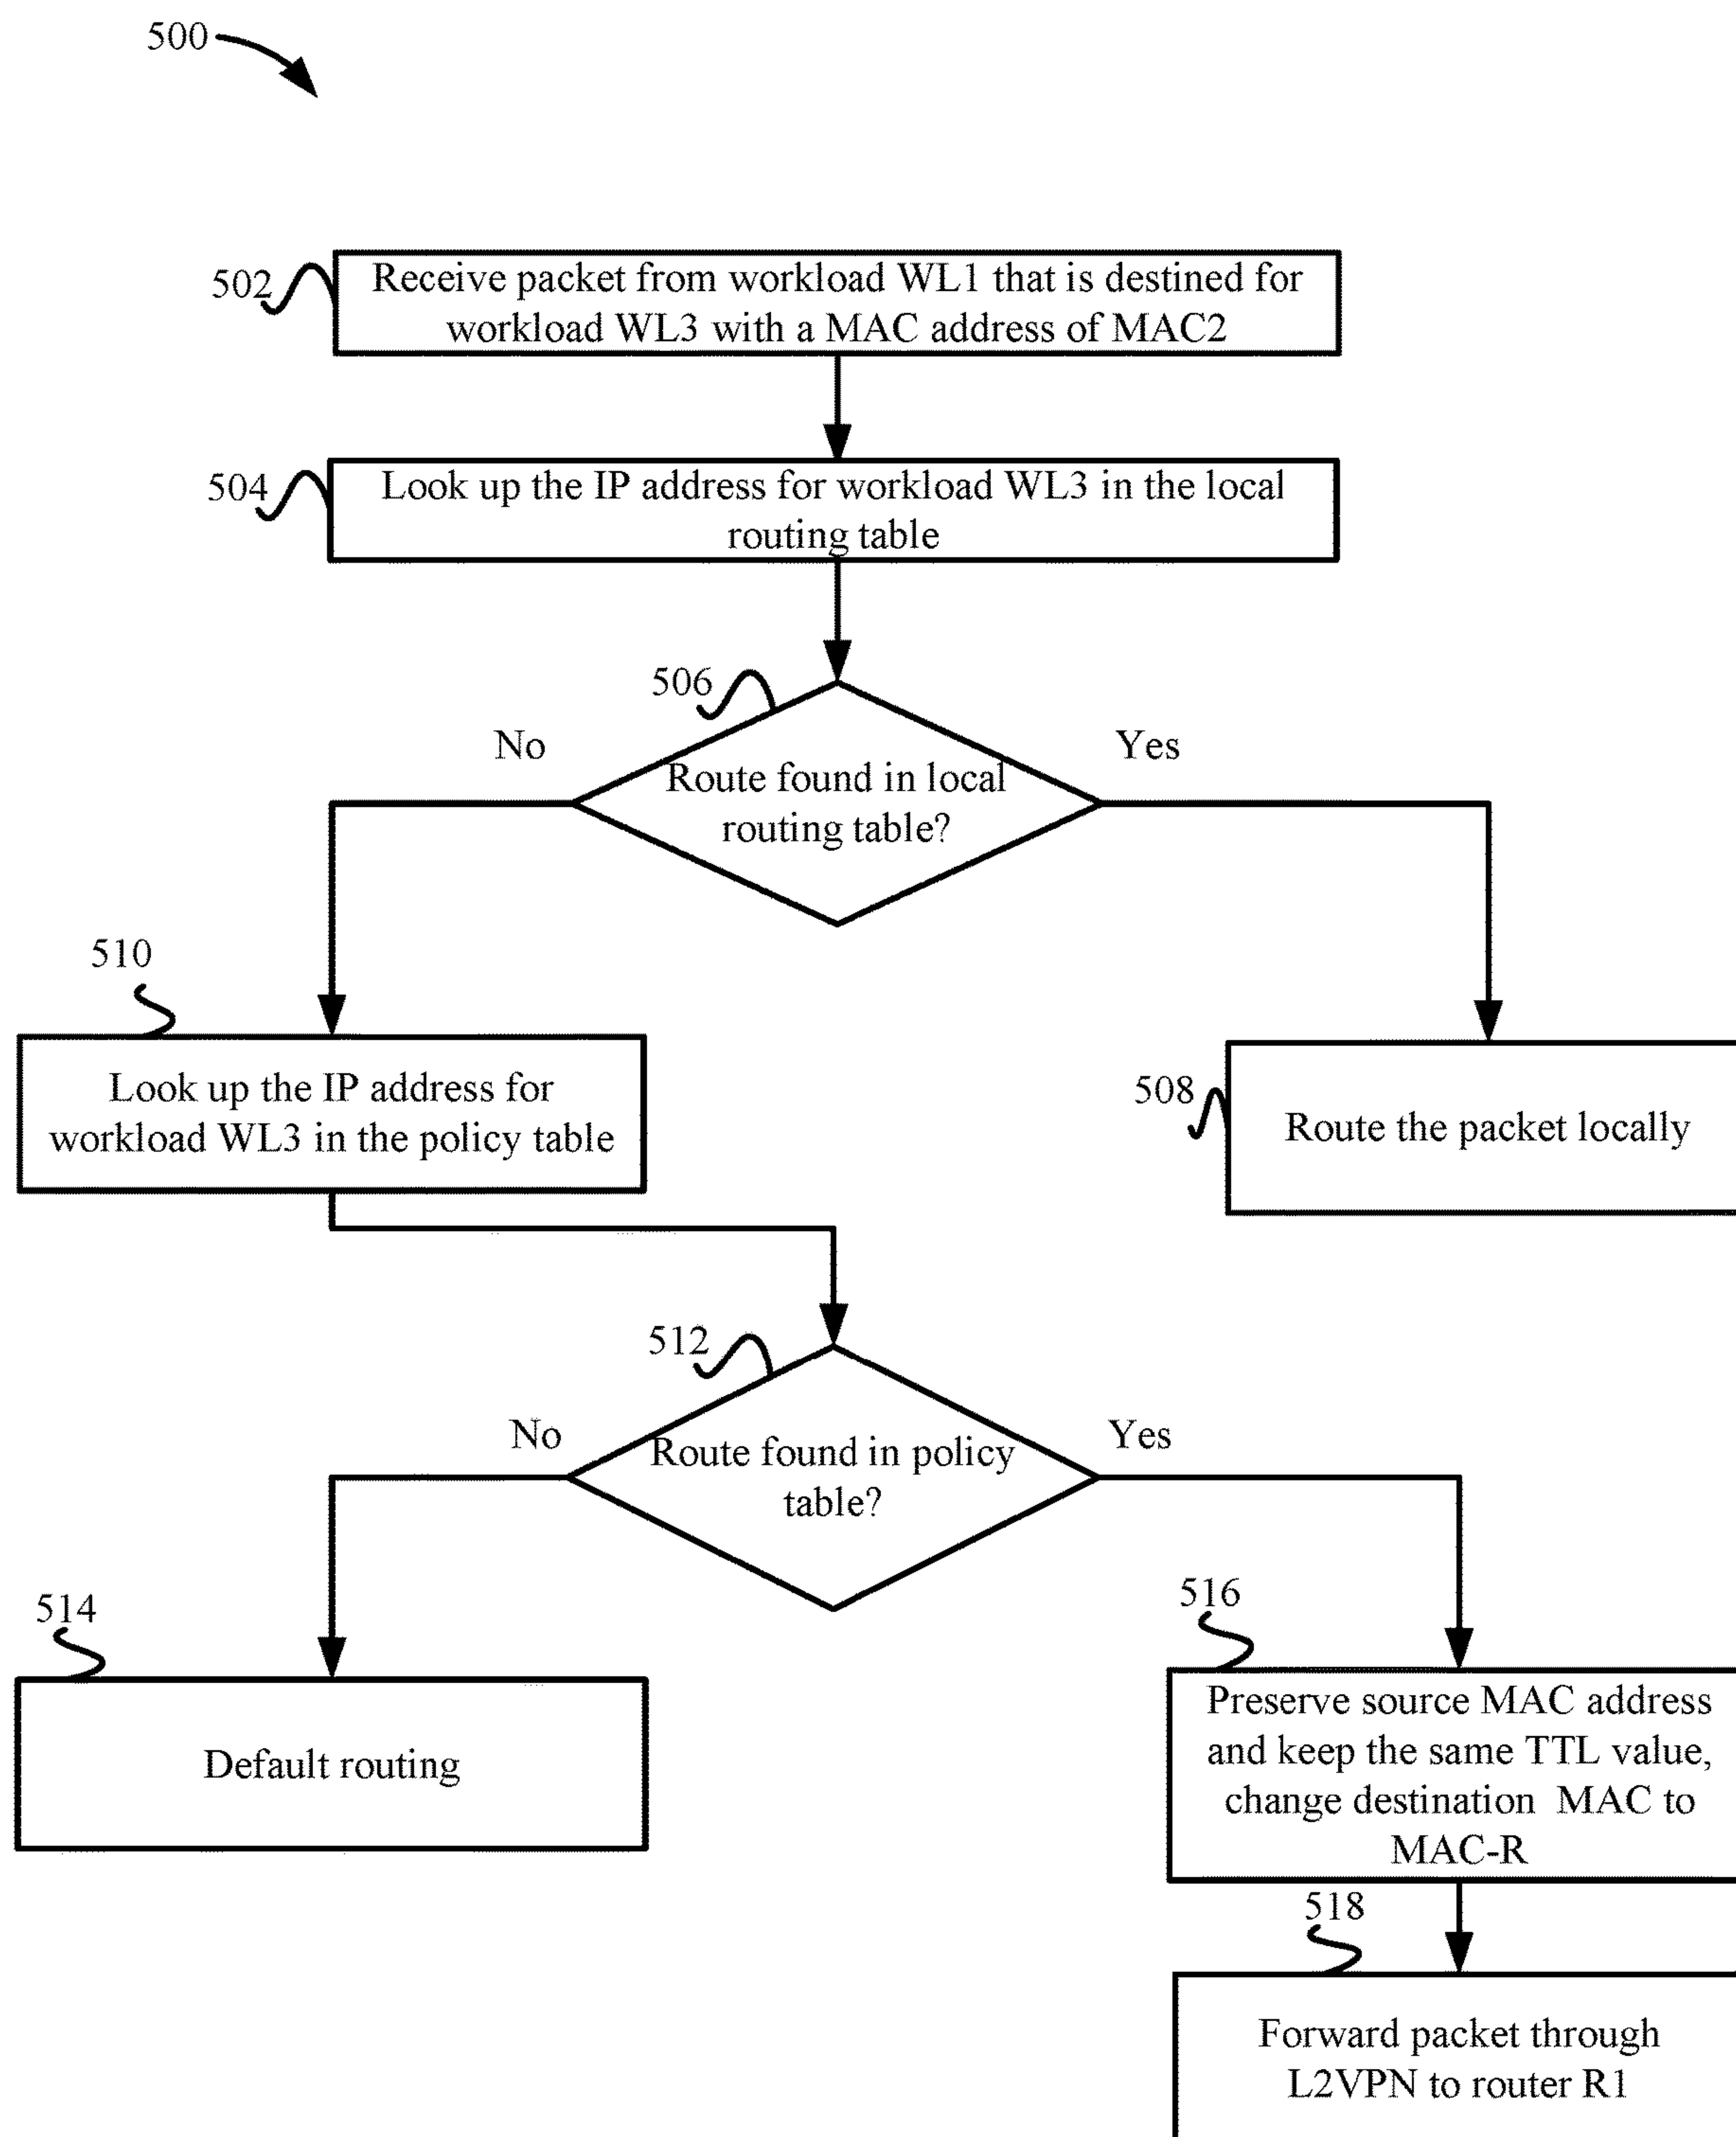 500
502
Receive packet from workload WL1 that is destined for
workload WL3 with a MAC address of MAC2
504
Look up the IP address for workload WL3 in the local
routing table
506
No
Yes
Route found in local
routing table?
510
Look up the IP address for
workload WL3 in the policy table
508
Route the packet locally
512
No
Yes
Route found in policy
table?
514
Default routing
516
Preserve source MAC address
and keep the same TTL value,
change destination MAC to
MAC-R
518
Forward packet through
L2VPN to router R1